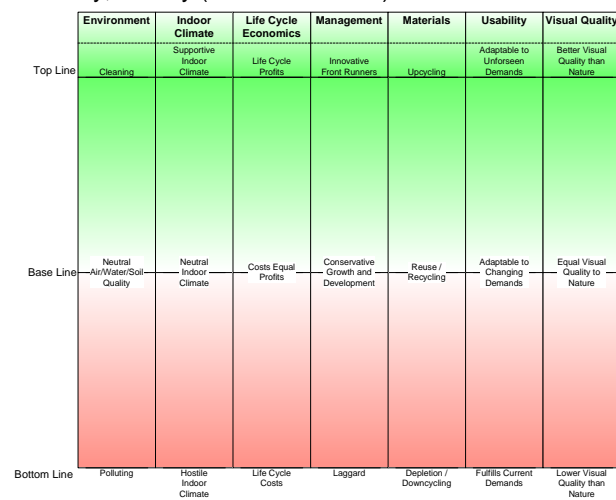 Environment
Indoor
Climate
Life Cycle
Economics
Management
Materials
Usability
Visual Quality
Top Line
Cleaning
Supportive
Indoor
Climate
Life Cycle
Profits
Innovative
Front Runners
Upcycling
Adaptable to
Unforseen
Demands
Better Visual
Quality than
Nature
Base Line
Neutral
Air/Water/Soil
Quality
Neutral
Indoor
Climate
Costs Equal
Profits
Conservative
Growth and
Development
Reuse /
Recycling
Adaptable to
Changing
Demands
Equal Visual
Quality to
Nature
Bottom Line
Polluting
Hostile
Indoor
Climate
Life Cycle
Costs
Laggard
Depletion /
Downcycling
Fulfills Current
Demands
Lower Visual
Quality than
Nature